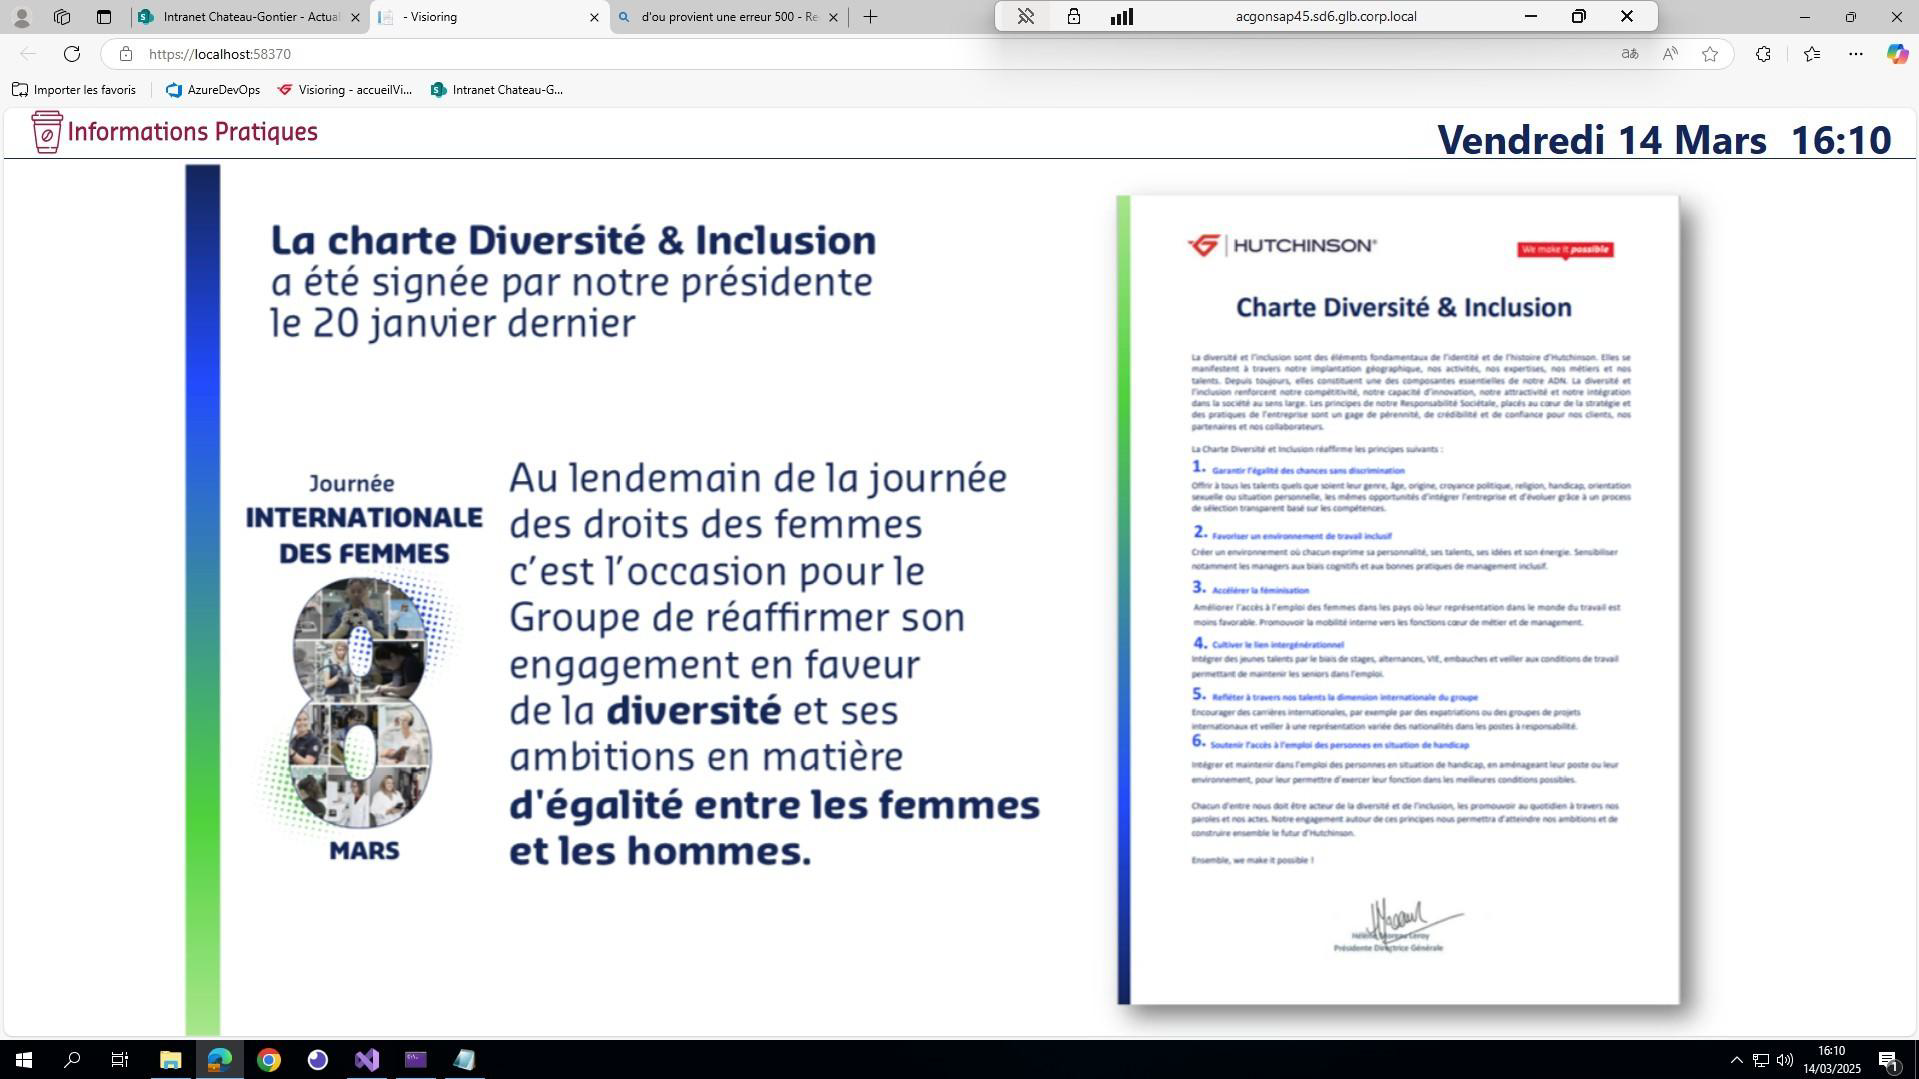 Intranet Chateau-Gontier - Actual
- Visioring
d'ou provient une erreur 500 - Re
acgonsap45.sd6.glb.corp.local
https://localhost:58370
Importer les favoris
AzureDevOps
Visioring - accueilVi...
Intranet Chateau-G...
Informations Pratiques
Vendredi 14 Mars 16:10
La charte Diversité & Inclusion
a été signée par notre présidente
le 20 janvier dernier
Journée
INTERNATIONALE
DES FEMMES
8
MARS
Au lendemain de la journée
des droits des femmes
c'est l'occasion pour le
Groupe de réaffirmer son
engagement en faveur
de la diversité et ses
ambitions en matière
d'égalité entre les femmes
et les hommes.
HUTCHINSON
We make it possible
Charte Diversité & Inclusion
La diversité et l'inclusion sont des éléments fondamentaux de l'identité et de l'histoire d'Hutchinson. Elles se
manifestent à travers notre implantation géographique, nos activités, nos expertises, nos métiers et nos
talents. Depuis toujours, elles constituent une des composantes essentielles de notre ADN. La diversité et
l'inclusion renforcent notre compétitivité, notre capacité d'innovation, notre attractivité et notre intégration
dans la société au sens large. Les principes de notre Responsabilité Sociétale, placés au cœur de la stratégie et
des pratiques de l'entreprise sont un gage de pérennité, de crédibilité et de confiance pour nos clients, nos
partenaires et nos collaborateurs.
La Charte Diversité et Inclusion réaffirme les principes suivants :
1. Garantir l'égalité des chances sans discrimination
Offrir à tous les talents quels que soient leur genre, âge, origine, croyance politique, religion, handicap, orientation
sexuelle ou situation personnelle, les mêmes opportunités d'intégrer l'entreprise et d'évoluer grâce à un process
de sélection transparent basé sur les compétences.
2. Favoriser un environnement de travail inclusif
Créer un environnement où chacun exprime sa personnalité, ses talents, ses idées et son énergie. Sensibiliser
notamment les managers aux biais cognitifs et aux bonnes pratiques de management inclusif.
3. Accélérer la féminisation
Améliorer l'accès à l'emploi des femmes dans les pays où leur représentation dans le monde du travail est
moins favorable. Promouvoir la mobilité interne vers les fonctions cœur de métier et de management.
4. Cultiver le lien intergénérationnel
Intégrer des jeunes talents par le biais de stages, alternances, VIE, embauches et veiller aux conditions de travail
permettant de maintenir les seniors dans l'emploi.
5. Refléter à travers nos talents la dimension internationale du groupe
Encourager des carrières internationales, par exemple par des expatriations ou des groupes de projets
internationaux et veiller à une représentation variée des nationalités dans les postes à responsabilité.
6. Soutenir l'accès à l'emploi des personnes en situation de handicap
Intégrer et maintenir dans l'emploi des personnes en situation de handicap, en aménageant leur poste ou leur
environnement, pour leur permettre d'exercer leur fonction dans les meilleures conditions possibles.
Chacun d'entre nous doit être acteur de la diversité et de l'inclusion, les promouvoir au quotidien à travers nos
paroles et nos actes. Notre engagement autour de ces principes nous permettra d'atteindre nos ambitions et de
construire ensemble le futur d'Hutchinson.
Ensemble, we make it possible !
Hélène Moreau Leroy
Présidente Directrice Générale
16:10
14/03/2025
1